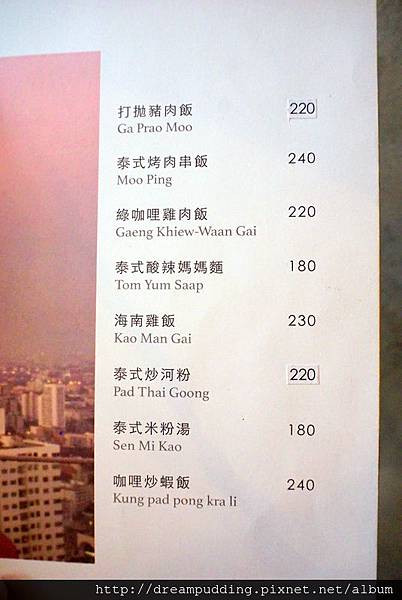 打拋豬肉飯 220
Ga Prao Moo
泰式烤肉串飯 240
Moo Ping
綠咖哩雞肉飯 220
Gaeng Khiew-Waan Gai
泰式酸辣媽媽麵 180
Tom Yum Saap
海南雞飯 230
Kao Man Gai
泰式炒河粉 220
Pad Thai Goong
泰式米粉湯 180
Sen Mi Kao
咖哩炒蝦飯 240
Kung pad pong kra li
http://dreampudding.pixnet.net/album